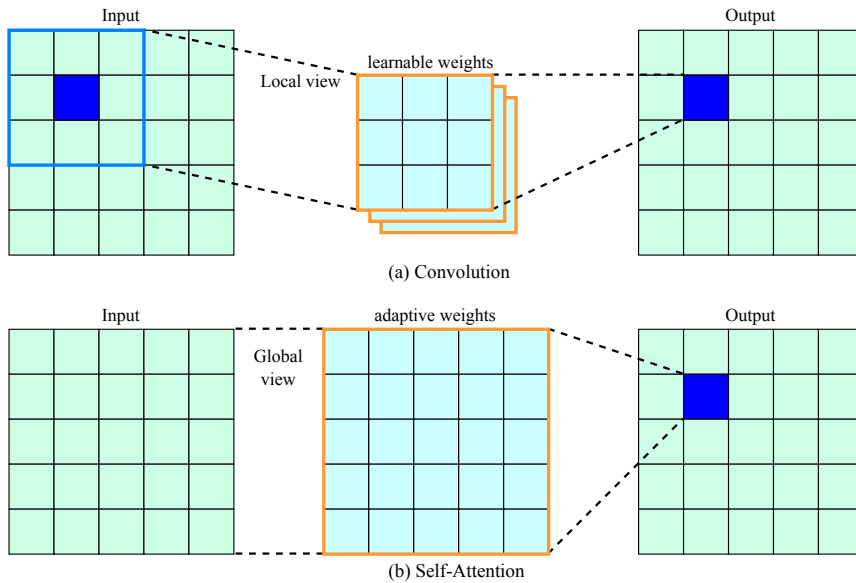 Input
Output
learnable weights
Local view
(a) Convolution
Input
adaptive weights
Output
Global
view
(b) Self-Attention